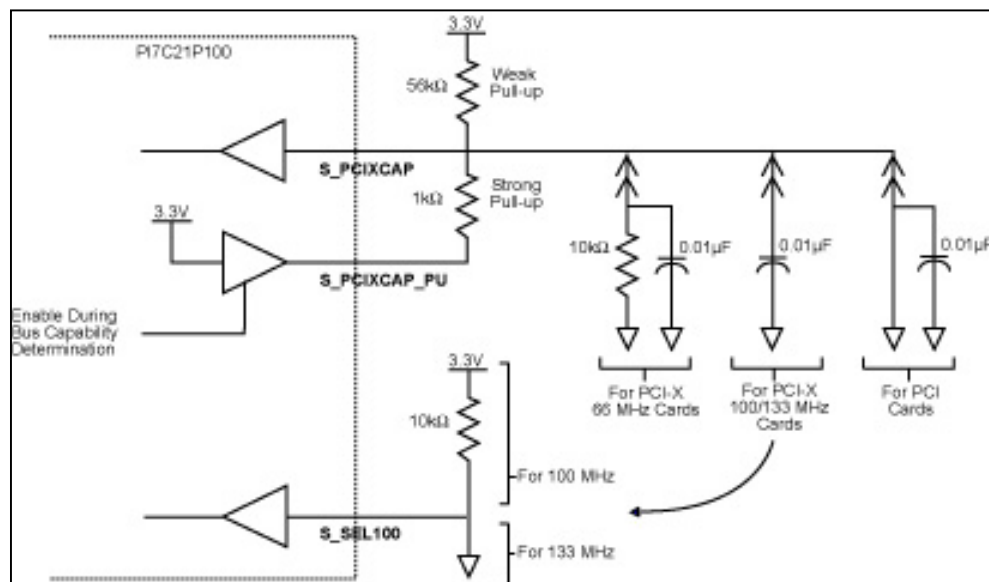 PI7C21P100
3.3V
56kΩ
Weak
Pull-up
S_PCIXCAP
1kΩ
Strong
Pull-up
3.3V
S_PCIXCAP_PU
Enable During
Bus Capability
Determination
10kΩ
0.01µF
0.01µF
0.01µF
For PCI-X
66 MHz Cards
For PCI-X
100/133 MHz
Cards
For PCI
Cards
3.3V
10kΩ
For 100 MHz
S_SEL100
For 133 MHz